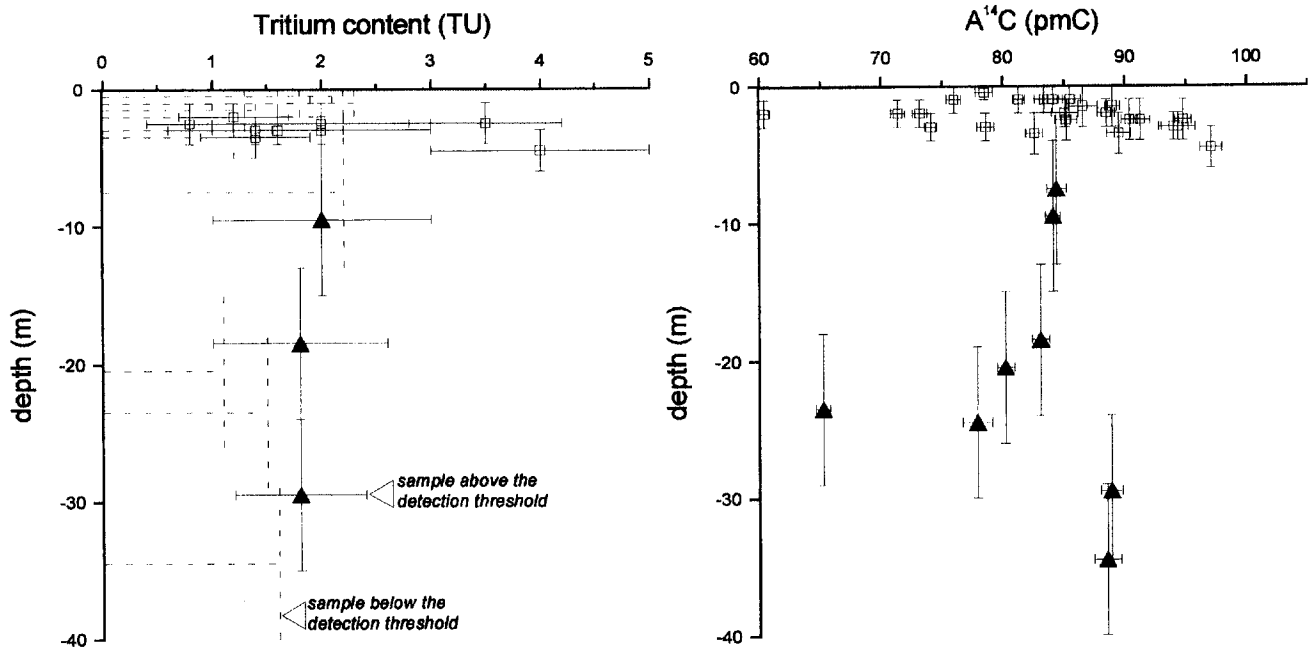 Tritium content (TU)
0 1 2 3 4 5
0
-10
-20
-30
-40
depth (m)
sample above the
detection threshold
sample below the
detection threshold
A¹⁴C (pmC)
60 70 80 90 100
0
-10
-20
-30
-40
depth (m)